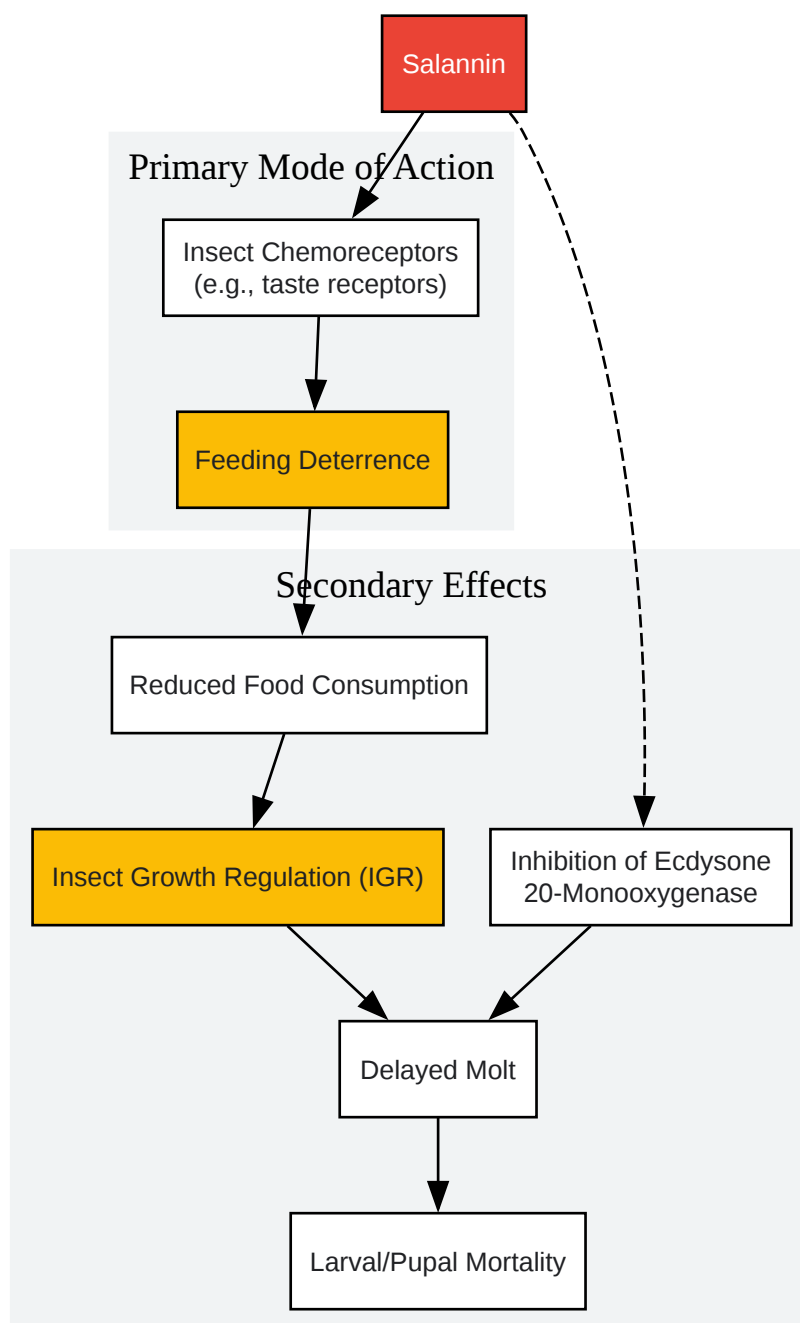 Salannin
Primary Mode of Action
Insect Chemoreceptors
(e.g., taste receptors)
Feeding Deterrence
Secondary Effects
Reduced Food Consumption
Insect Growth Regulation (IGR)
Inhibition of Ecdysone
20-Monooxygenase
Delayed Molt
Larval/Pupal Mortality